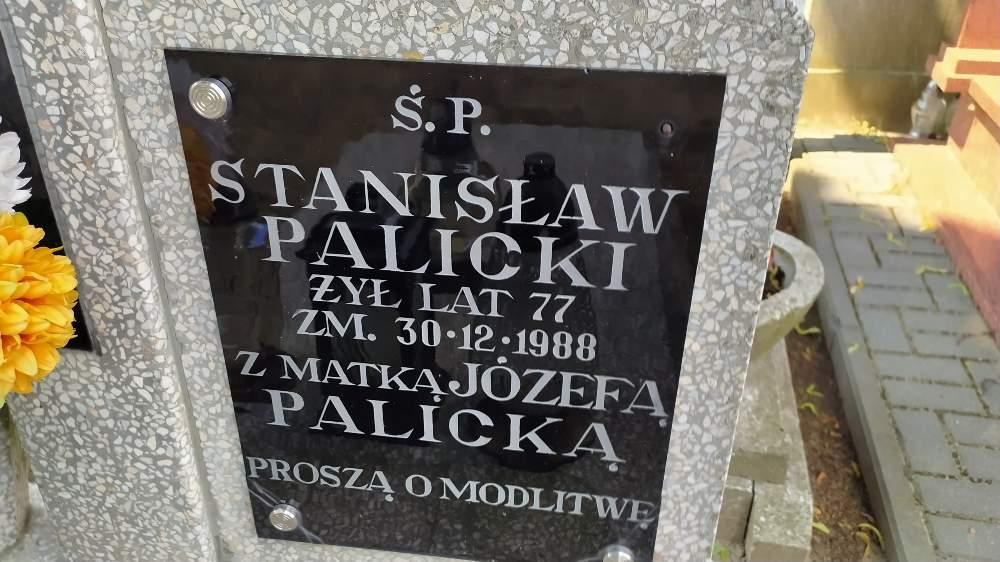 Ś. P.
STANISŁAW
PALICKI
ŻYŁ LAT 77
ZM. 30·12·1988
Z MATKĄ JÓZEFĄ
PALICKĄ
PROSZĄ O MODLITWĘ